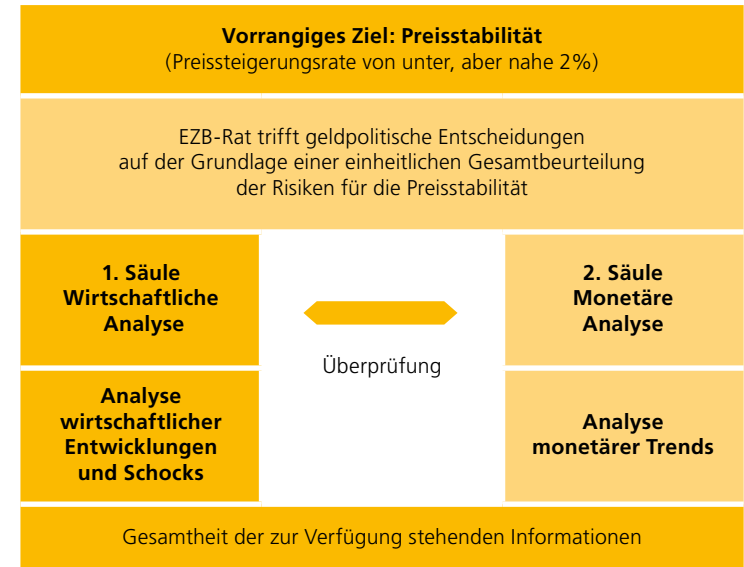 Vorrangiges Ziel: Preisstabilität
(Preissteigerungsrate von unter, aber nahe 2%)
EZB-Rat trifft geldpolitische Entscheidungen
auf der Grundlage einer einheitlichen Gesamtbeurteilung
der Risiken für die Preisstabilität
1. Säule
Wirtschaftliche
Analyse
Überprüfung
2. Säule
Monetäre
Analyse
Analyse
wirtschaftlicher
Entwicklungen
und Schocks
Analyse
monetärer Trends
Gesamtheit der zur Verfügung stehenden Informationen